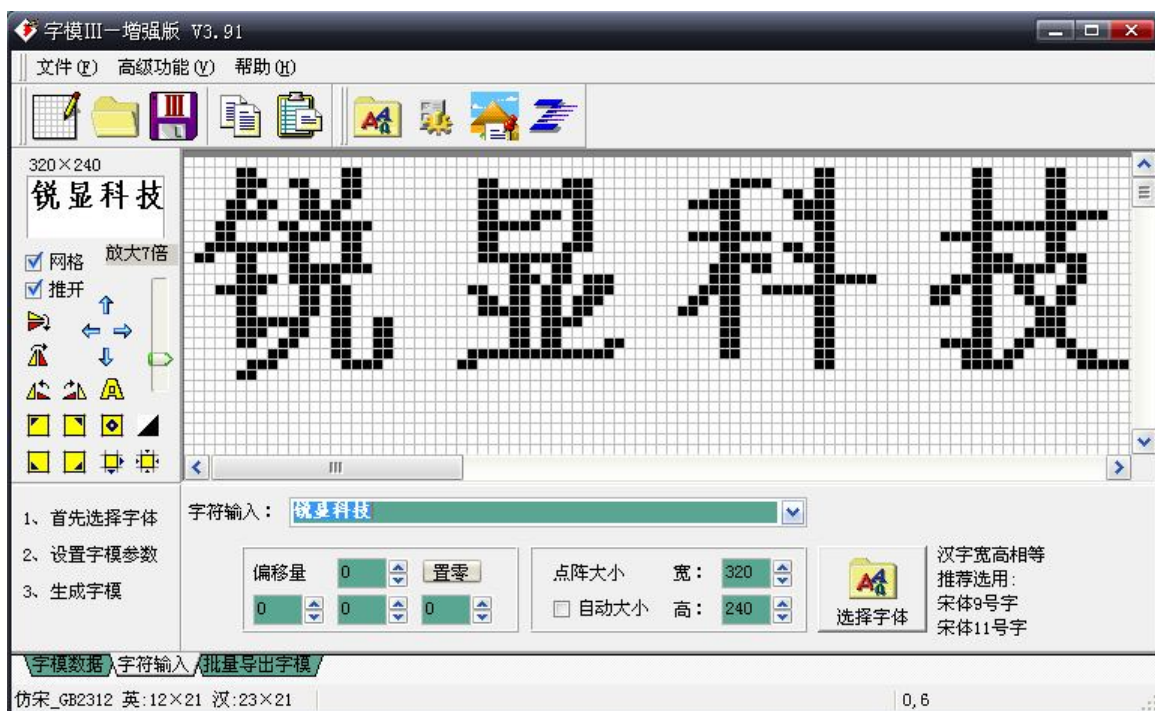 字模III－增强版 V3.91
文件(F) 高级功能(V) 帮助(H)
320×240
锐显科技
网格 放大7倍
推开
锐显科技
1、首先选择字体
2、设置字模参数
3、生成字模
字符输入： 锐显科技
偏移量 0 置零
0 0 0
点阵大小 宽： 320
自动大小 高： 240
选择字体
汉字宽高相等
推荐选用：
宋体9号字
宋体11号字
字模数据 字符输入 批量导出字模
仿宋_GB2312 英:12×21 汉:23×21 0,6